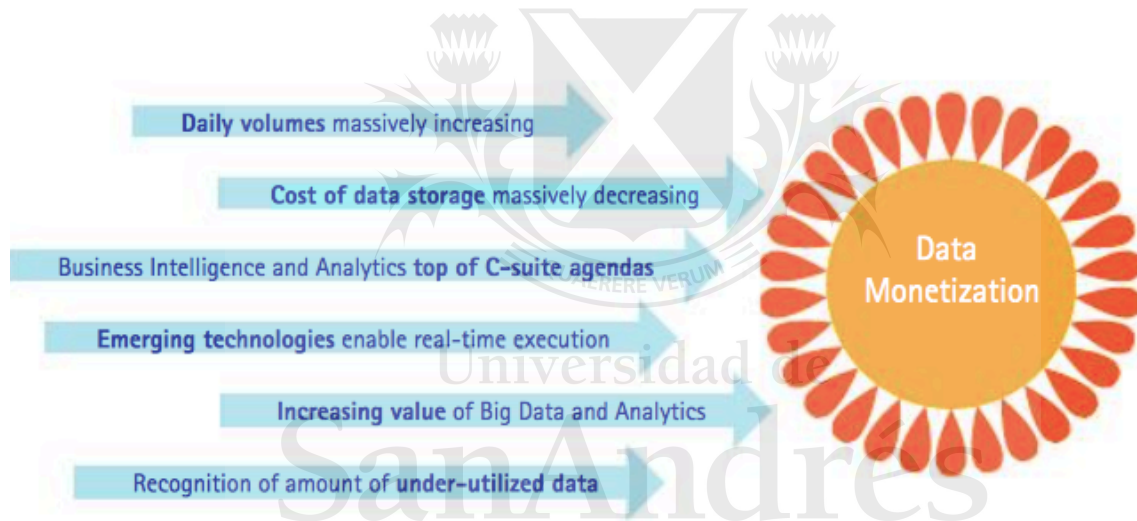 Daily volumes massively increasing
Cost of data storage massively decreasing
Business Intelligence and Analytics top of C-suite agendas
Emerging technologies enable real-time execution
Increasing value of Big Data and Analytics
Recognition of amount of under-utilized data
Data
Monetization
QUAERERE VERUM
Universidad de
SanAndrés